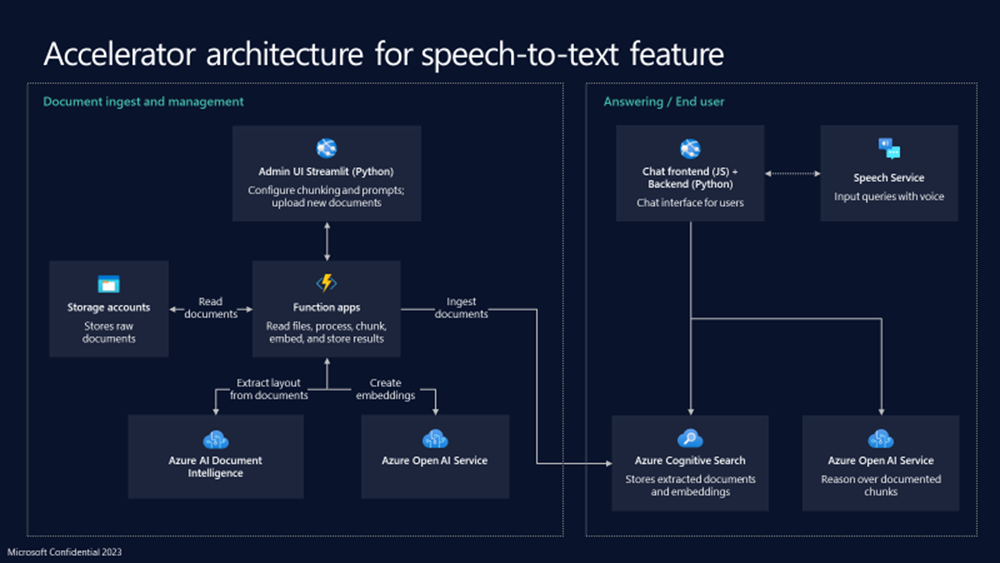 Accelerator architecture for speech-to-text feature
Document ingest and management
Admin UI Streamlit (Python)
Configure chunking and prompts;
upload new documents
Storage accounts
Stores raw
documents
Read
documents
Function apps
Read files, process, chunk,
embed, and store results
Ingest
documents
Extract layout
from documents
Create
embeddings
Azure AI Document
Intelligence
Azure Open AI Service
Answering / End user
Chat frontend (JS) +
Backend (Python)
Chat interface for users
Speech Service
Input queries with voice
Azure Cognitive Search
Stores extracted documents
and embeddings
Azure Open AI Service
Reason over documented
chunks
Microsoft Confidential 2023